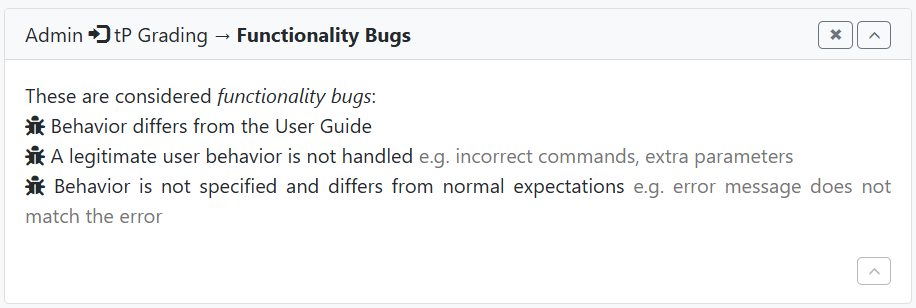 Admin tP Grading → Functionality Bugs
These are considered functionality bugs:
Behavior differs from the User Guide
A legitimate user behavior is not handled e.g. incorrect commands, extra parameters
Behavior is not specified and differs from normal expectations e.g. error message does not
match the error